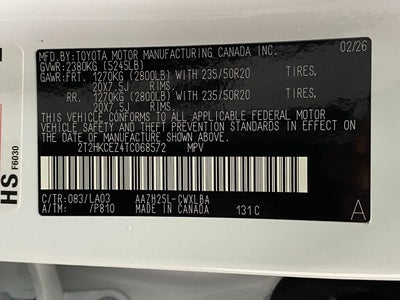 MFD.BY:TOYOTA MOTOR MANUFACTURING CANADA INC. 02/26
GVWR:2380KG (5245LB)
GAWR:FRT. 1270KG (2800LB) WITH 235/50R20 TIRES,
20X7.5J RIMS,
RR. 1270KG (2800LB) WITH 235/50R20 TIRES,
20X7.5J RIMS,
THIS VEHICLE CONFORMS TO ALL APPLICABLE FEDERAL MOTOR
VEHICLE SAFETY AND THEFT PREVENTION STANDARDS IN EFFECT
ON THE DATE OF MANUFACTURE SHOWN ABOVE.
2T2HKCEZ4TC068572 MPV
C/TR: 083/LA03 AAZH25L-CWXLBA
A/TM: /P810 MADE IN CANADA 131 C A
HS F6030